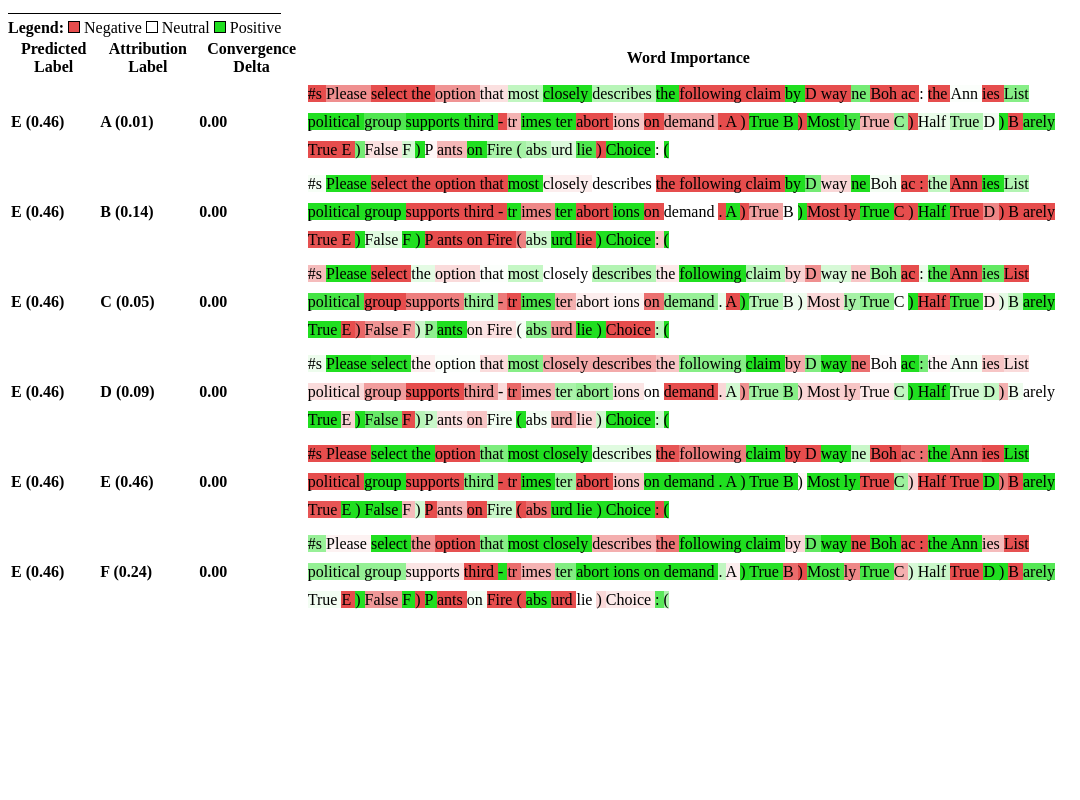 Legend: Negative Neutral Positive
Predicted Label Attribution Label Convergence Delta Word Importance
#s Please select the option that most closely describes the following claim by D way ne Boh ac : the Ann ies List
E (0.46) A (0.01) 0.00 political group supports third - tr imes ter abort ions on demand . A ) True B ) Most ly True C ) Half True D ) B arely
True E ) False F ) P ants on Fire ( abs urd lie ) Choice : (
#s Please select the option that most closely describes the following claim by D way ne Boh ac : the Ann ies List
E (0.46) B (0.14) 0.00 political group supports third - tr imes ter abort ions on demand . A ) True B ) Most ly True C ) Half True D ) B arely
True E ) False F ) P ants on Fire ( abs urd lie ) Choice : (
#s Please select the option that most closely describes the following claim by D way ne Boh ac : the Ann ies List
E (0.46) C (0.05) 0.00 political group supports third - tr imes ter abort ions on demand . A ) True B ) Most ly True C ) Half True D ) B arely
True E ) False F ) P ants on Fire ( abs urd lie ) Choice : (
#s Please select the option that most closely describes the following claim by D way ne Boh ac : the Ann ies List
E (0.46) D (0.09) 0.00 political group supports third - tr imes ter abort ions on demand . A ) True B ) Most ly True C ) Half True D ) B arely
True E ) False F ) P ants on Fire ( abs urd lie ) Choice : (
#s Please select the option that most closely describes the following claim by D way ne Boh ac : the Ann ies List
E (0.46) E (0.46) 0.00 political group supports third - tr imes ter abort ions on demand . A ) True B ) Most ly True C ) Half True D ) B arely
True E ) False F ) P ants on Fire ( abs urd lie ) Choice : (
#s Please select the option that most closely describes the following claim by D way ne Boh ac : the Ann ies List
E (0.46) F (0.24) 0.00 political group supports third - tr imes ter abort ions on demand . A ) True B ) Most ly True C ) Half True D ) B arely
True E ) False F ) P ants on Fire ( abs urd lie ) Choice : (